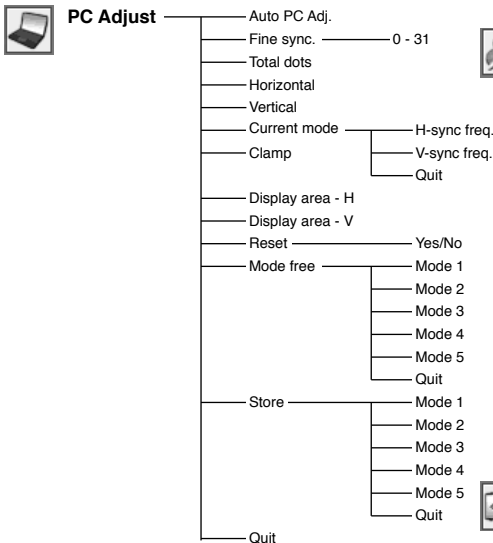 PC Adjust
Auto PC Adj.
Fine sync. 0 - 31
Total dots
Horizontal
Vertical
Current mode H-sync freq.
Clamp V-sync freq.
Quit
Display area - H
Display area - V
Reset Yes/No
Mode free Mode 1
Mode 2
Mode 3
Mode 4
Mode 5
Quit
Store Mode 1
Mode 2
Mode 3
Mode 4
Mode 5
Quit
Quit